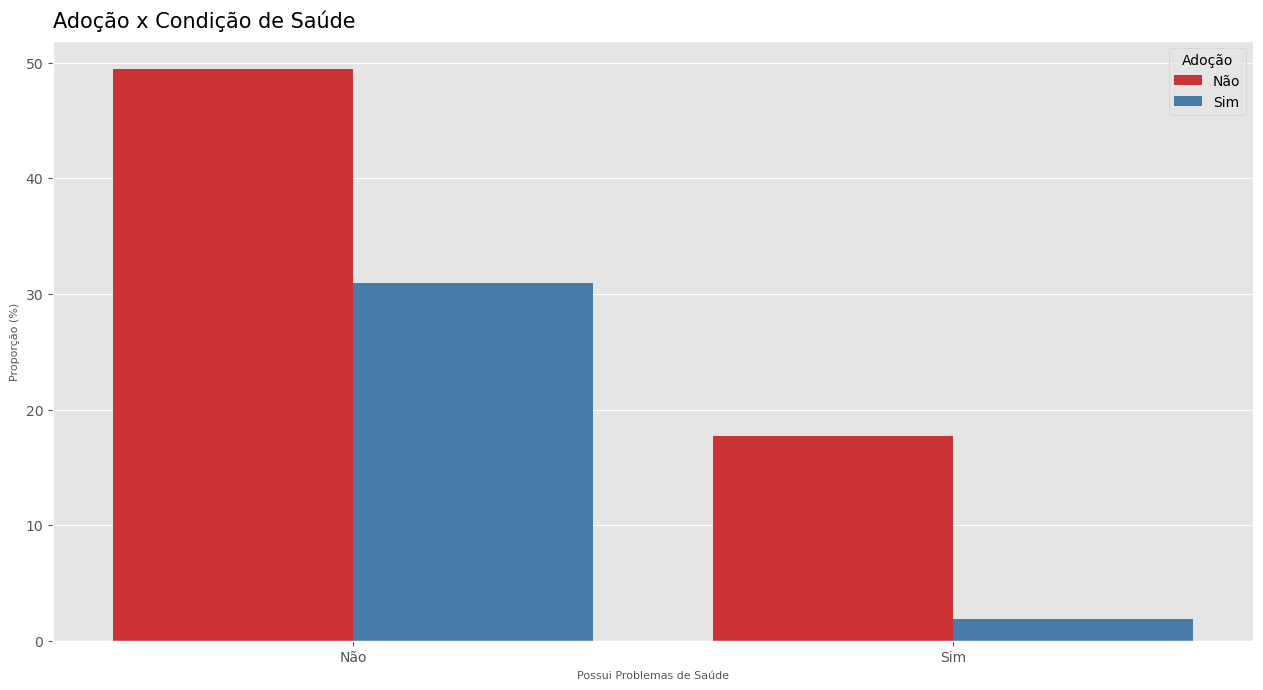 Adoção x Condição de Saúde
Adoção
Não
Sim
50
40
30
20
10
0
Proporção (%)
Não
Sim
Possui Problemas de Saúde